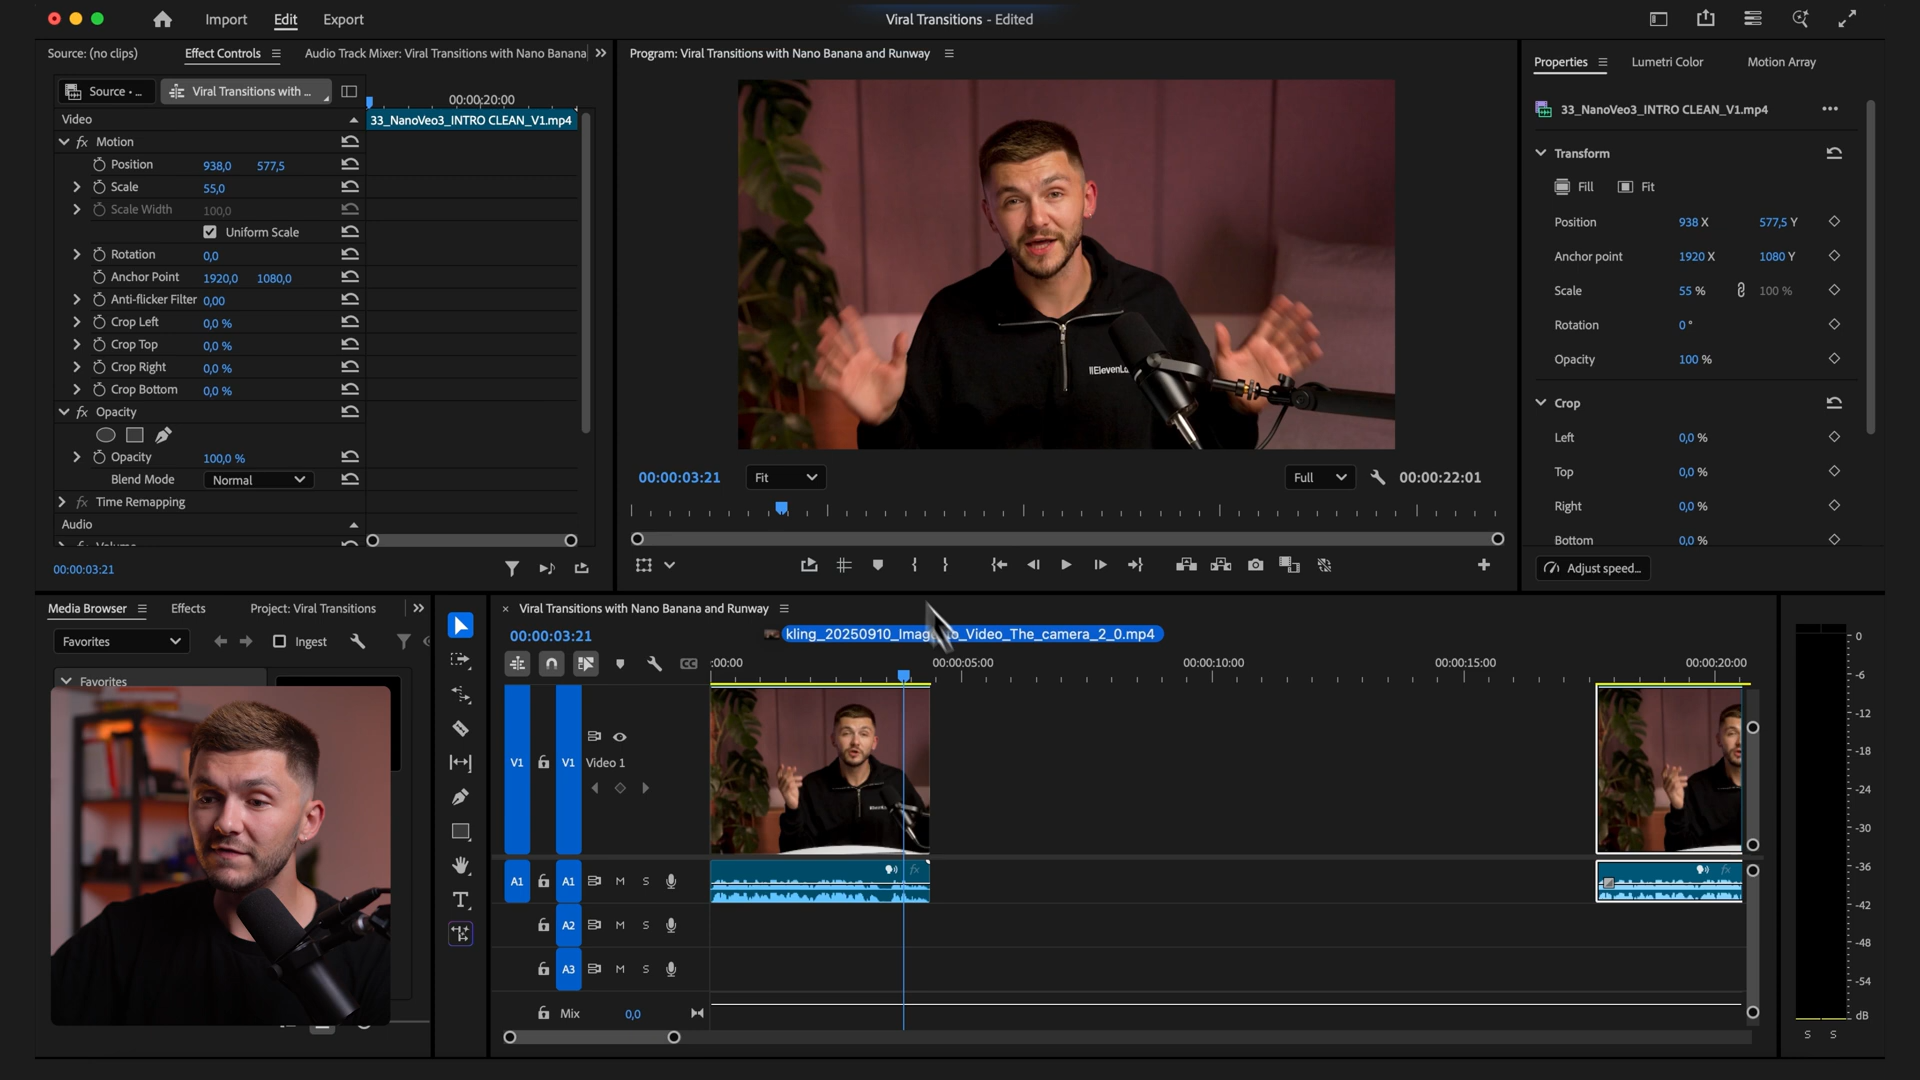 Import
Edit
Export
Viral Transitions - Edited
Source: (no clips)
Effect Controls
Audio Track Mixer: Viral Transitions with Nano Banana
Source • ...
Viral Transitions with ...
00:00:20:00
Video
33_NanoVeo3_INTRO CLEAN_V1.mp4
fx Motion
Position 938,0 577,5
Scale 55,0
Scale Width 100,0
Uniform Scale
Rotation 0,0
Anchor Point 1920,0 1080,0
Anti-flicker Filter 0,00
Crop Left 0,0 %
Crop Top 0,0 %
Crop Right 0,0 %
Crop Bottom 0,0 %
fx Opacity
Opacity 100,0 %
Blend Mode Normal
fx Time Remapping
Audio
00:00:03:21
Program: Viral Transitions with Nano Banana and Runway
00:00:03:21
Fit
Full
00:00:22:01
Properties
Lumetri Color
Motion Array
33_NanoVeo3_INTRO CLEAN_V1.mp4
Transform
Fill
Fit
Position 938 X 577,5 Y
Anchor point 1920 X 1080 Y
Scale 55 % 100 %
Rotation 0 °
Opacity 100 %
Crop
Left 0,0 %
Top 0,0 %
Right 0,0 %
Bottom 0,0 %
Adjust speed...
Media Browser
Effects
Project: Viral Transitions
Favorites
Ingest
Favorites
Viral Transitions with Nano Banana and Runway
00:00:03:21
:00:00
00:00:05:00
00:00:10:00
00:00:15:00
00:00:20:00
V1
V1
Video 1
A1
A1
M
S
A2
M
S
A3
M
S
Mix 0,0
fx
fx
0
-6
-12
-18
-24
-30
-36
-42
-48
-54
dB
S
S